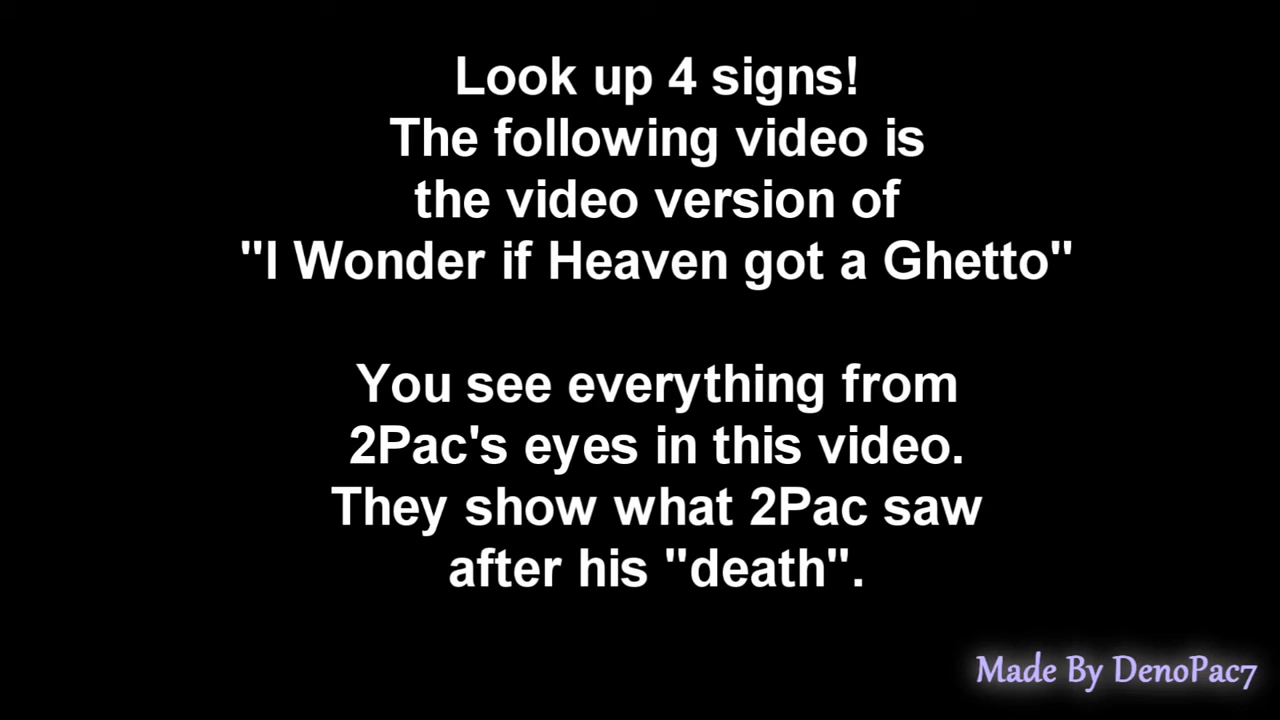 Look up 4 signs!
The following video is
the video version of
"I Wonder if Heaven got a Ghetto"
You see everything from
2Pac's eyes in this video.
They show what 2Pac saw
after his "death".
Made By DenoPac7